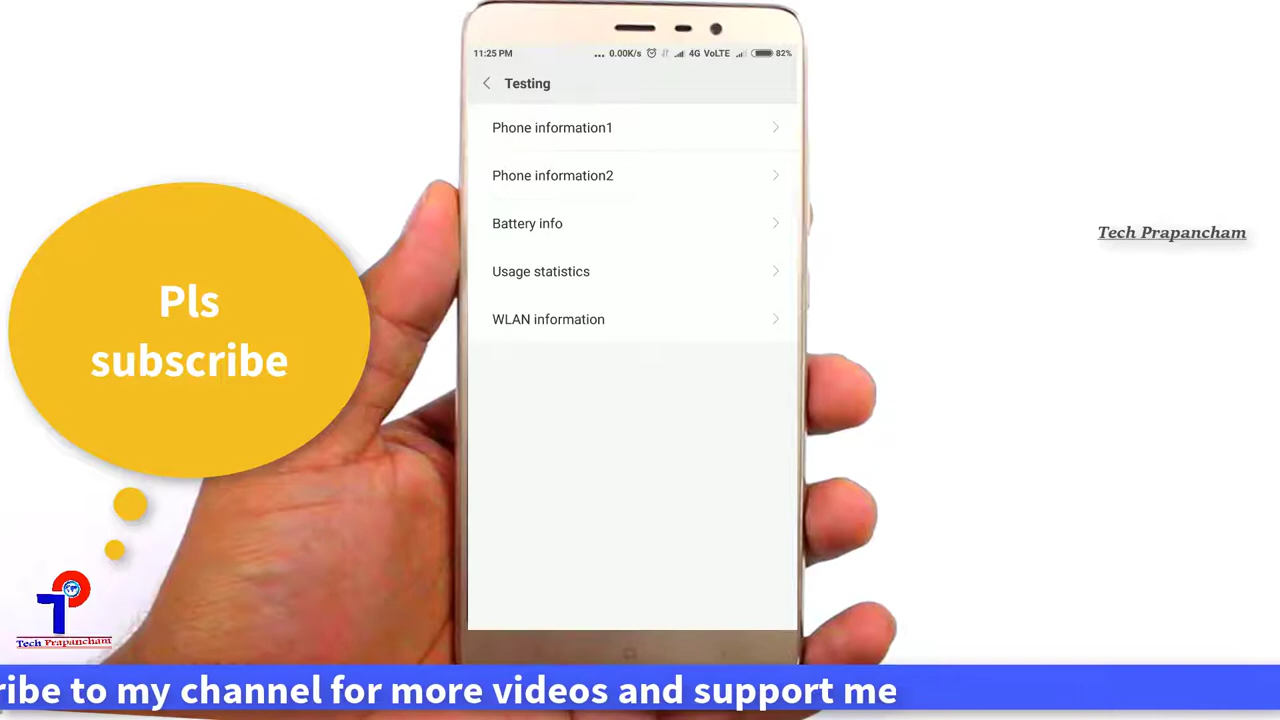 11:25 PM
... 0.00K/s 4G VoLTE 82%
Testing
Phone information1
Phone information2
Battery info
Usage statistics
WLAN information
Pls
subscribe
Tech Prapancham
Tech Prapancham
ribe to my channel for more videos and support me